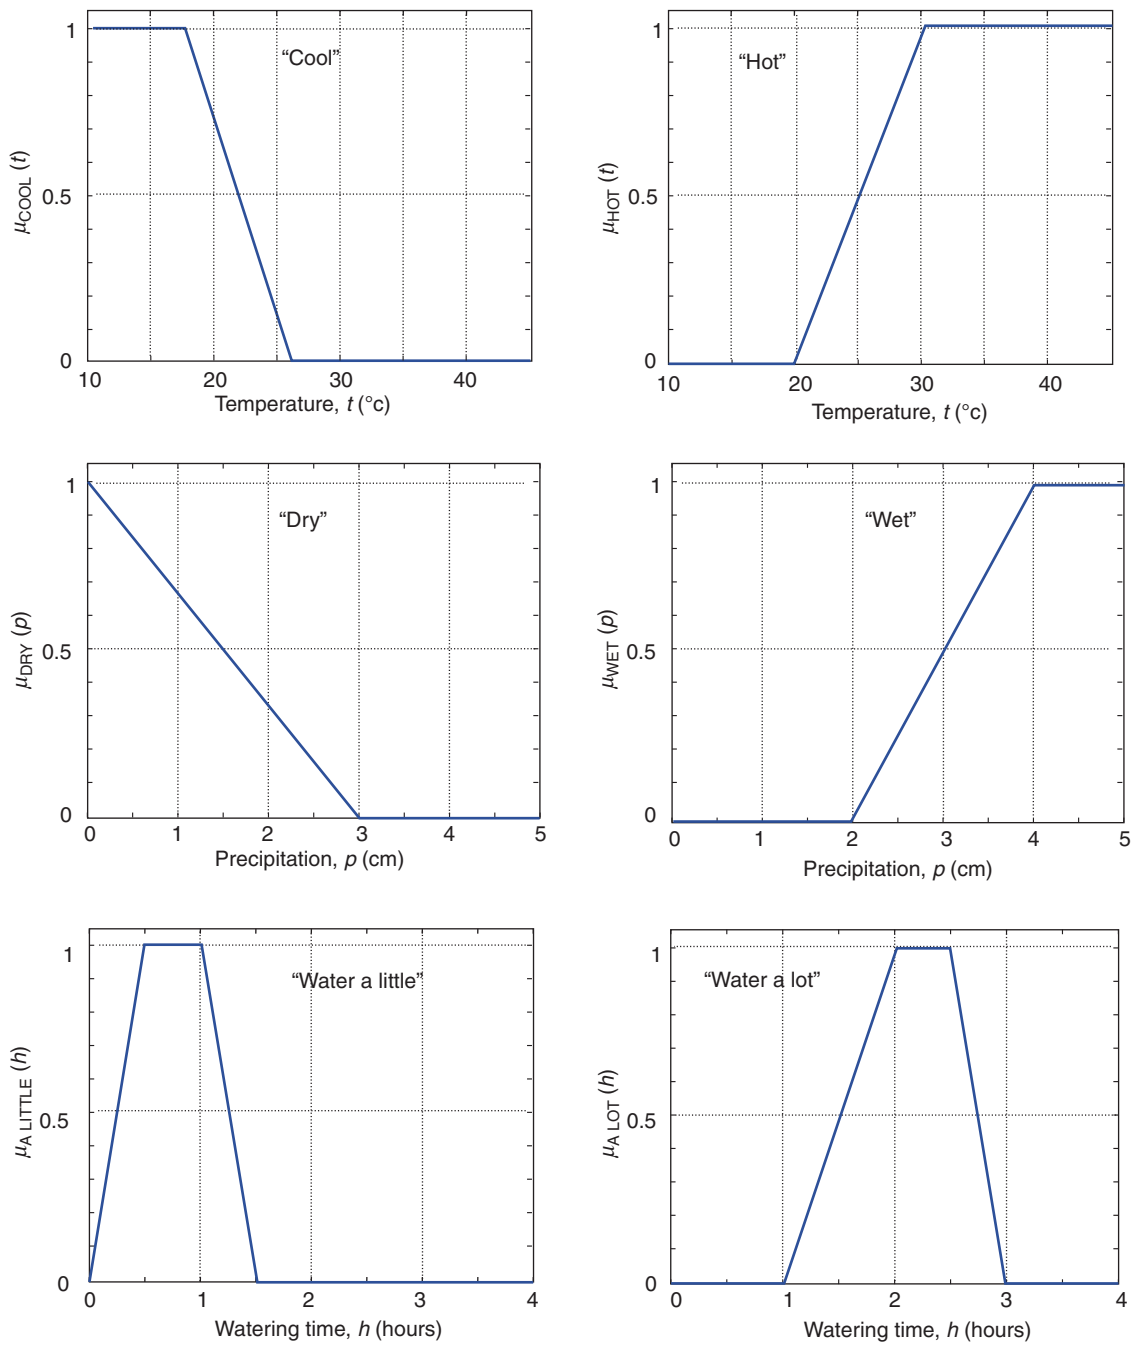 1
0.5
0
μCOOL (t)
“Cool”
10 20 30 40
Temperature, t (°c)
1
0.5
0
μHOT (t)
“Hot”
10 20 30 40
Temperature, t (°c)
1
0.5
0
μDRY (p)
“Dry”
0 1 2 3 4 5
Precipitation, p (cm)
1
0.5
0
μWET (p)
“Wet”
0 1 2 3 4 5
Precipitation, p (cm)
1
0.5
0
μA LITTLE (h)
“Water a little”
0 1 2 3 4
Watering time, h (hours)
1
0.5
0
μA LOT (h)
“Water a lot”
0 1 2 3 4
Watering time, h (hours)